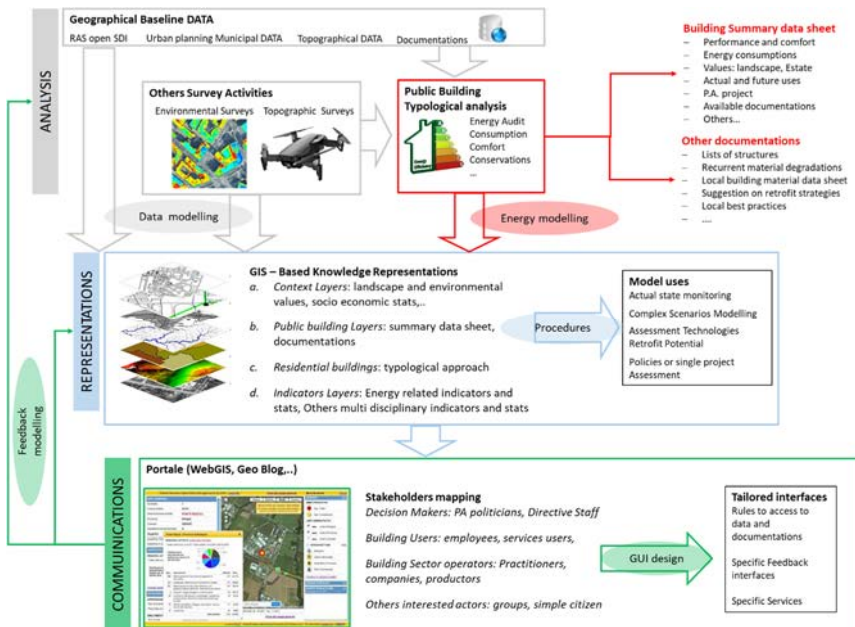 Geographical Baseline DATA
RAS open SDI Urban planning Municipal DATA Topographical DATA Documentations
ANALYSIS
Others Survey Activities
Environmental Surveys Topographic Surveys
Public Building
Typological analysis
Energy Audit
Consumption
Comfort
Conservations
...
Energy
Efficiency
Building Summary data sheet
– Performance and comfort
– Energy consumptions
– Values: landscape, Estate
– Actual and future uses
– P.A. project
– Available documentations
– Others...
Other documentations
– Lists of structures
– Recurrent material degradations
– Local building material data sheet
– Suggestion on retrofit strategies
– Local best practices
– ....
Data modelling
Energy modelling
REPRESENTATIONS
GIS – Based Knowledge Representations
a. Context Layers: landscape and environmental
values, socio economic stats,..
b. Public building Layers: summary data sheet,
documentations
c. Residential buildings: typological approach
d. Indicators Layers: Energy related indicators and
stats, Others multi disciplinary indicators and stats
Procedures
Model uses
Actual state monitoring
Complex Scenarios Modelling
Assessment Technologies
Retrofit Potential
Policies or single project
Assessment
Feedback
modelling
COMMUINICATIONS
Portale (WebGIS, Geo Blog,..)
Stakeholders mapping
Decision Makers: PA politicians, Directive Staff
Building Users: employees, services users,
Building Sector operators: Practitioners,
companies, productors
Others interested actors: groups, simple citizen
GUI design
Tailored interfaces
Rules to access to
data and
documentations
Specific Feedback
interfaces
Specific Services